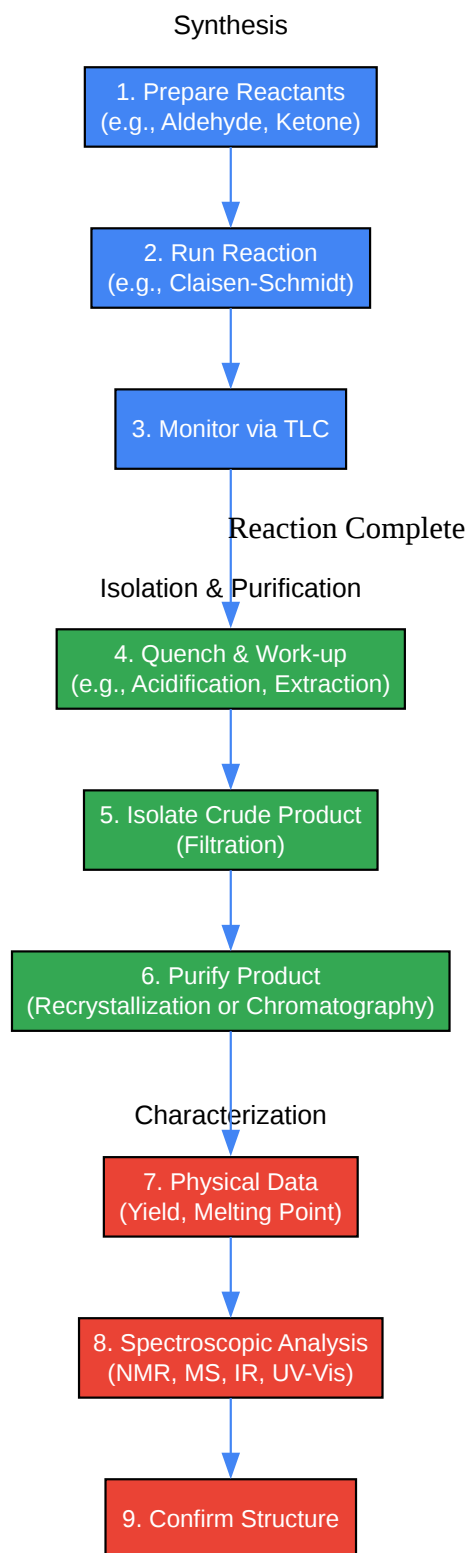 Synthesis
1. Prepare Reactants
(e.g., Aldehyde, Ketone)
2. Run Reaction
(e.g., Claisen-Schmidt)
3. Monitor via TLC
Reaction Complete
Isolation & Purification
4. Quench & Work-up
(e.g., Acidification, Extraction)
5. Isolate Crude Product
(Filtration)
6. Purify Product
(Recrystallization or Chromatography)
Characterization
7. Physical Data
(Yield, Melting Point)
8. Spectroscopic Analysis
(NMR, MS, IR, UV-Vis)
9. Confirm Structure